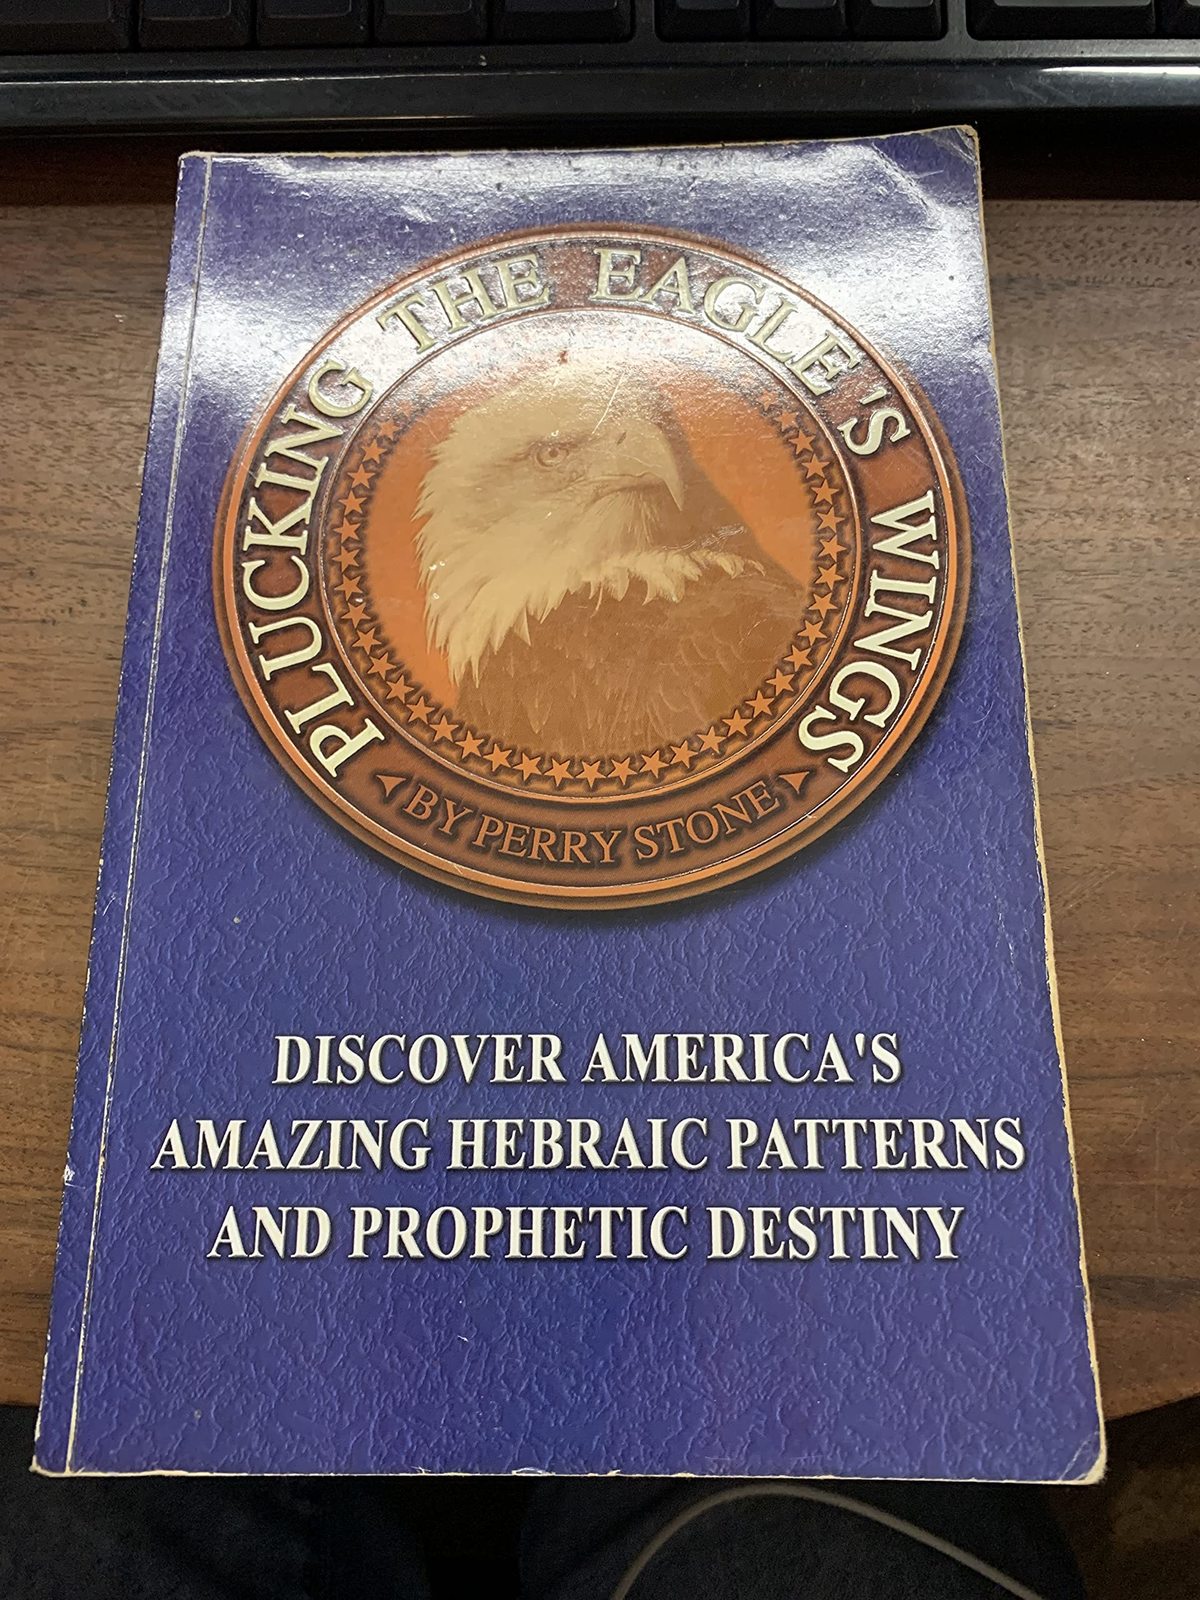 PLUCKING THE EAGLE'S WINGS
BY PERRY STONE
DISCOVER AMERICA'S
AMAZING HEBRAIC PATTERNS
AND PROPHETIC DESTINY